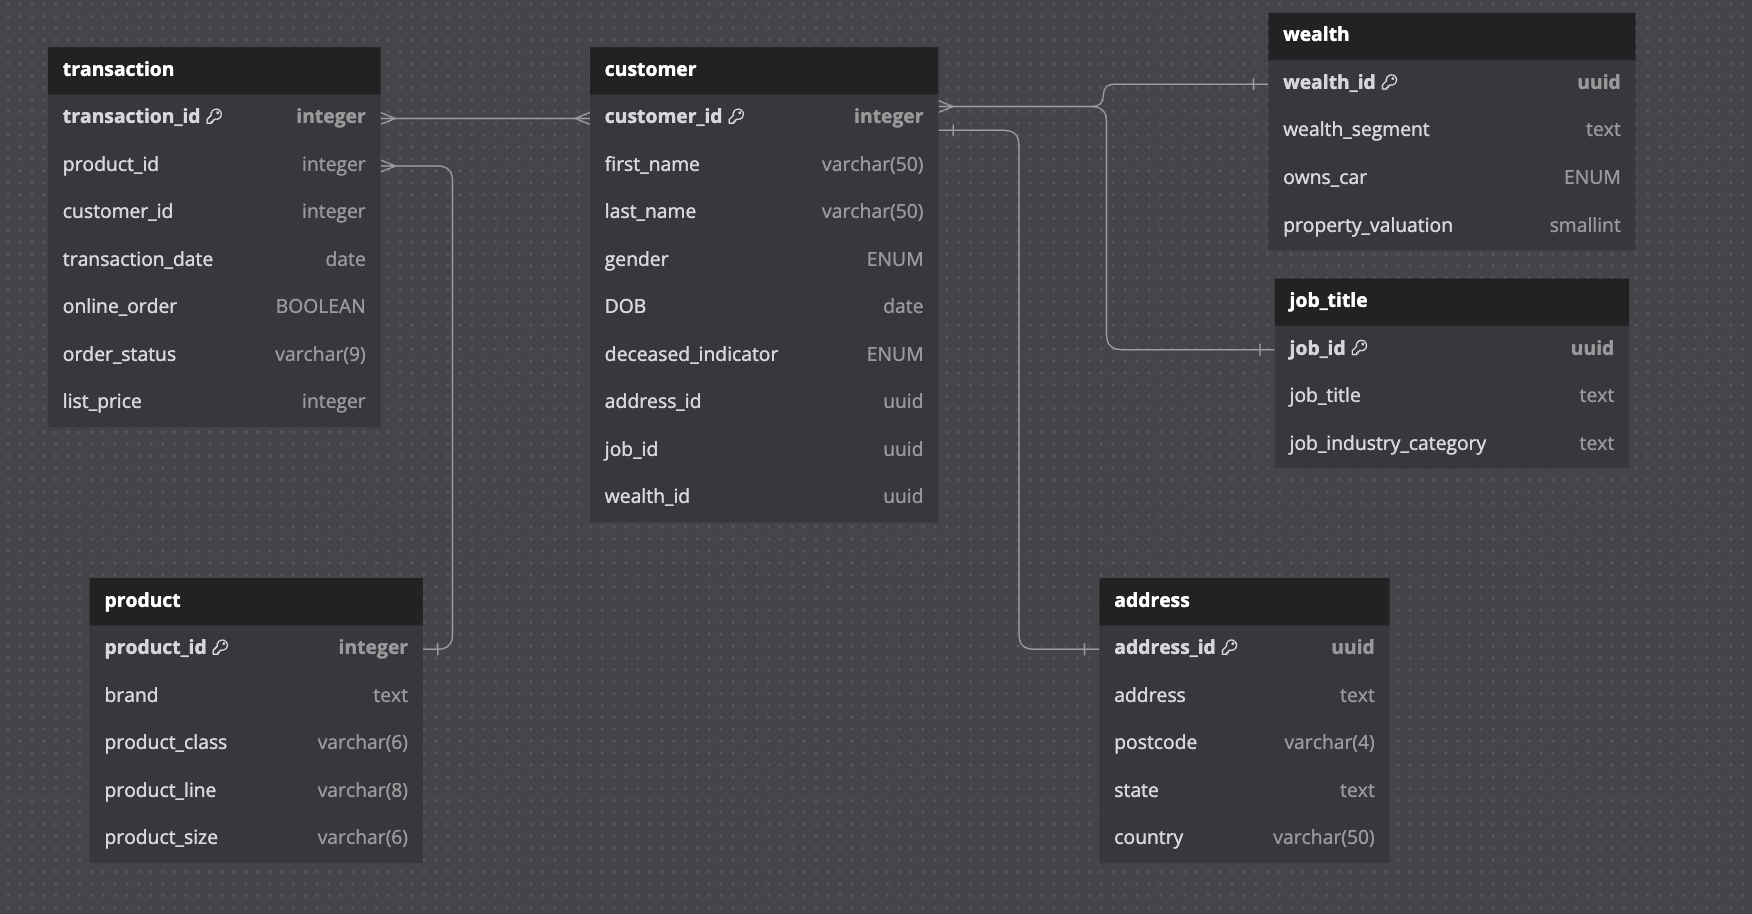 transaction
transaction_id integer
product_id integer
customer_id integer
transaction_date date
online_order BOOLEAN
order_status varchar(9)
list_price integer
customer
customer_id integer
first_name varchar(50)
last_name varchar(50)
gender ENUM
DOB date
deceased_indicator ENUM
address_id uuid
job_id uuid
wealth_id uuid
wealth
wealth_id uuid
wealth_segment text
owns_car ENUM
property_valuation smallint
job_title
job_id uuid
job_title text
job_industry_category text
product
product_id integer
brand text
product_class varchar(6)
product_line varchar(8)
product_size varchar(6)
address
address_id uuid
address text
postcode varchar(4)
state text
country varchar(50)